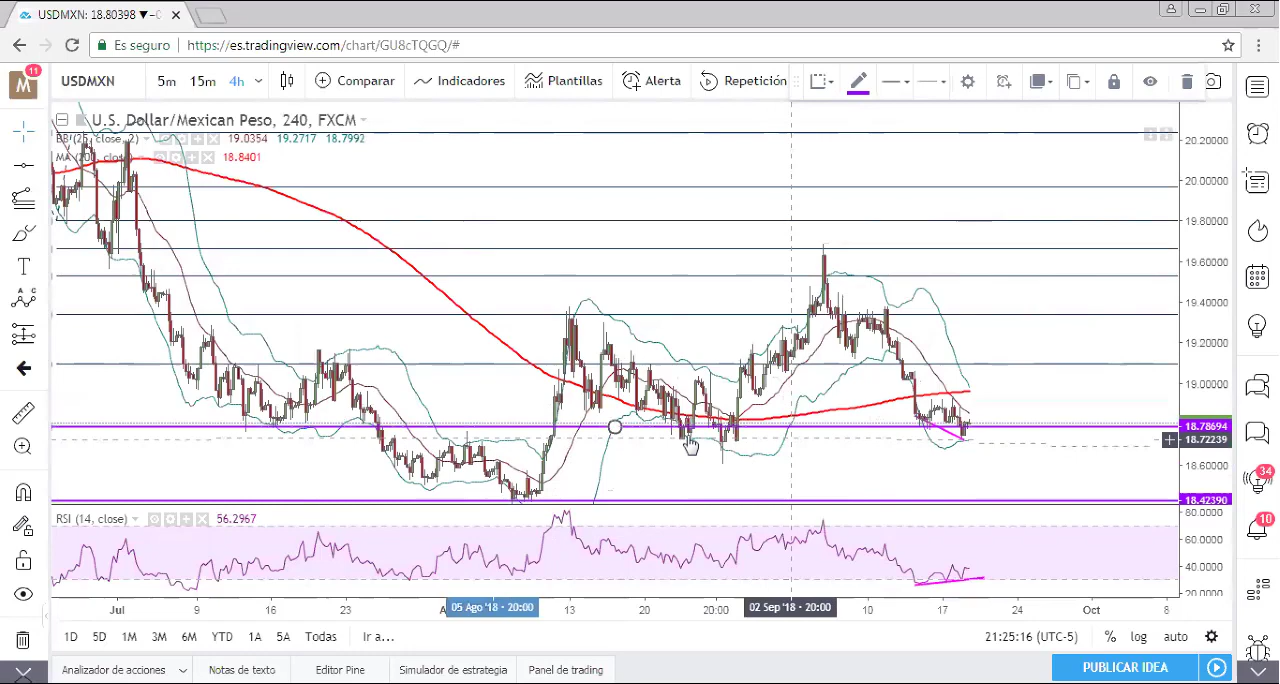 USDMXN: 18.80398 ▼ −0
Es seguro | https://es.tradingview.com/chart/GU8cTQGQ/#
M 11 USDMXN 5m 15m 4h Comparar Indicadores Plantillas Alerta Repetición
U.S. Dollar/Mexican Peso, 240, FXCM
BB (25, close, 2) 19.0354 19.2717 18.7992
MA (200, close) 18.8401
20.20000
20.00000
19.80000
19.60000
19.40000
19.20000
19.00000
18.78694
18.72239
18.60000
18.42390
RSI (14, close) 56.2967
80.0000
60.0000
40.0000
20.0000
34
10
Jul 9 16 23 05 Ago '18 - 20:00 13 20 20:00 02 Sep '18 - 20:00 10 17 24 Oct 8
1D 5D 1M 3M 6M YTD 1A 5A Todas Ir a... 21:25:16 (UTC-5) % log auto
Analizador de acciones Notas de texto Editor Pine Simulador de estrategia Panel de trading PUBLICAR IDEA